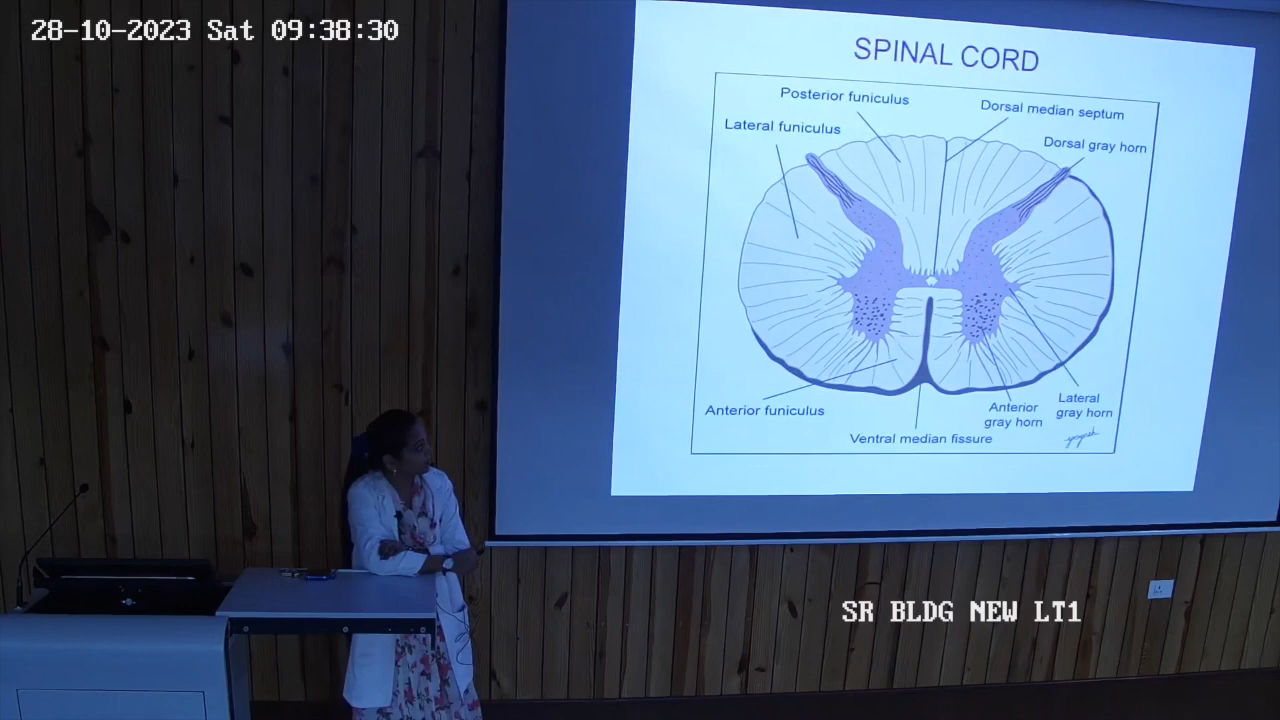 28-10-2023 Sat 09:38:30
SPINAL CORD
Posterior funiculus
Dorsal median septum
Lateral funiculus
Dorsal gray horn
Anterior funiculus
Anterior
gray horn
Lateral
gray horn
Ventral median fissure
SR BLDG NEW LT1